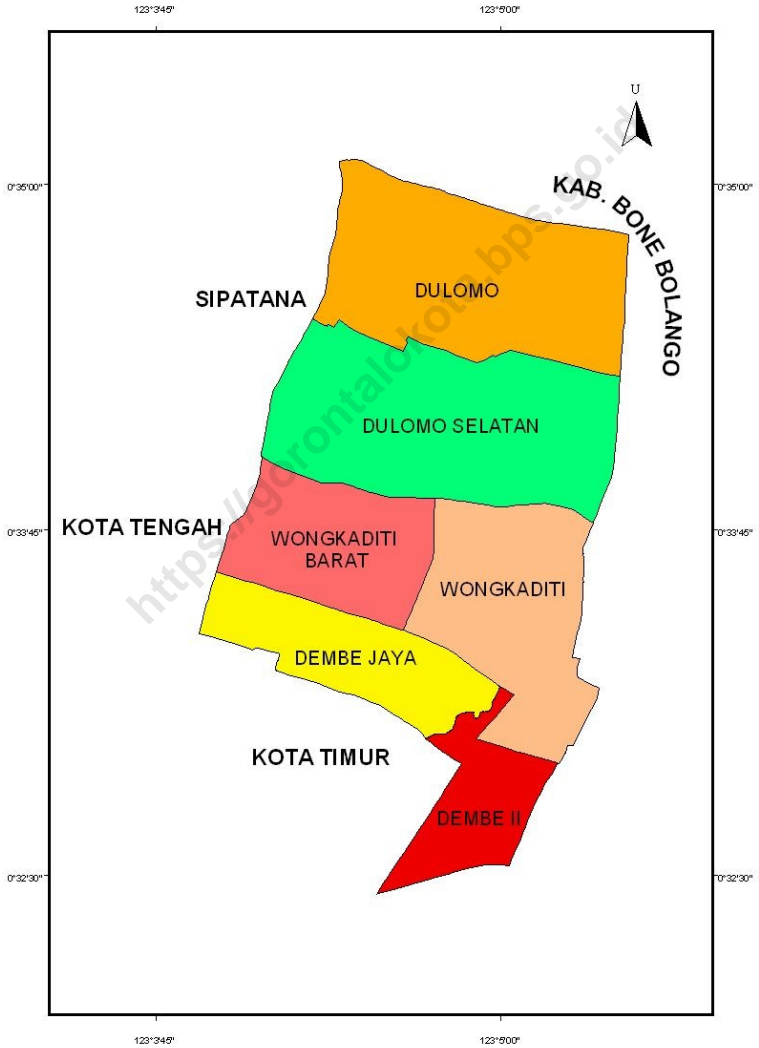 123°3'45"
123°5'00"
U
0°35'00"
0°35'00"
KAB. BONE BOLANGO
DULOMO
SIPATANA
DULOMO SELATAN
KOTA TENGAH
0°33'45"
0°33'45"
WONGKADITI
BARAT
WONGKADITI
DEMBE JAYA
KOTA TIMUR
DEMBE II
0°32'30"
0°32'30"
123°3'45"
123°5'00"
https://gorontalokota.bps.go.id